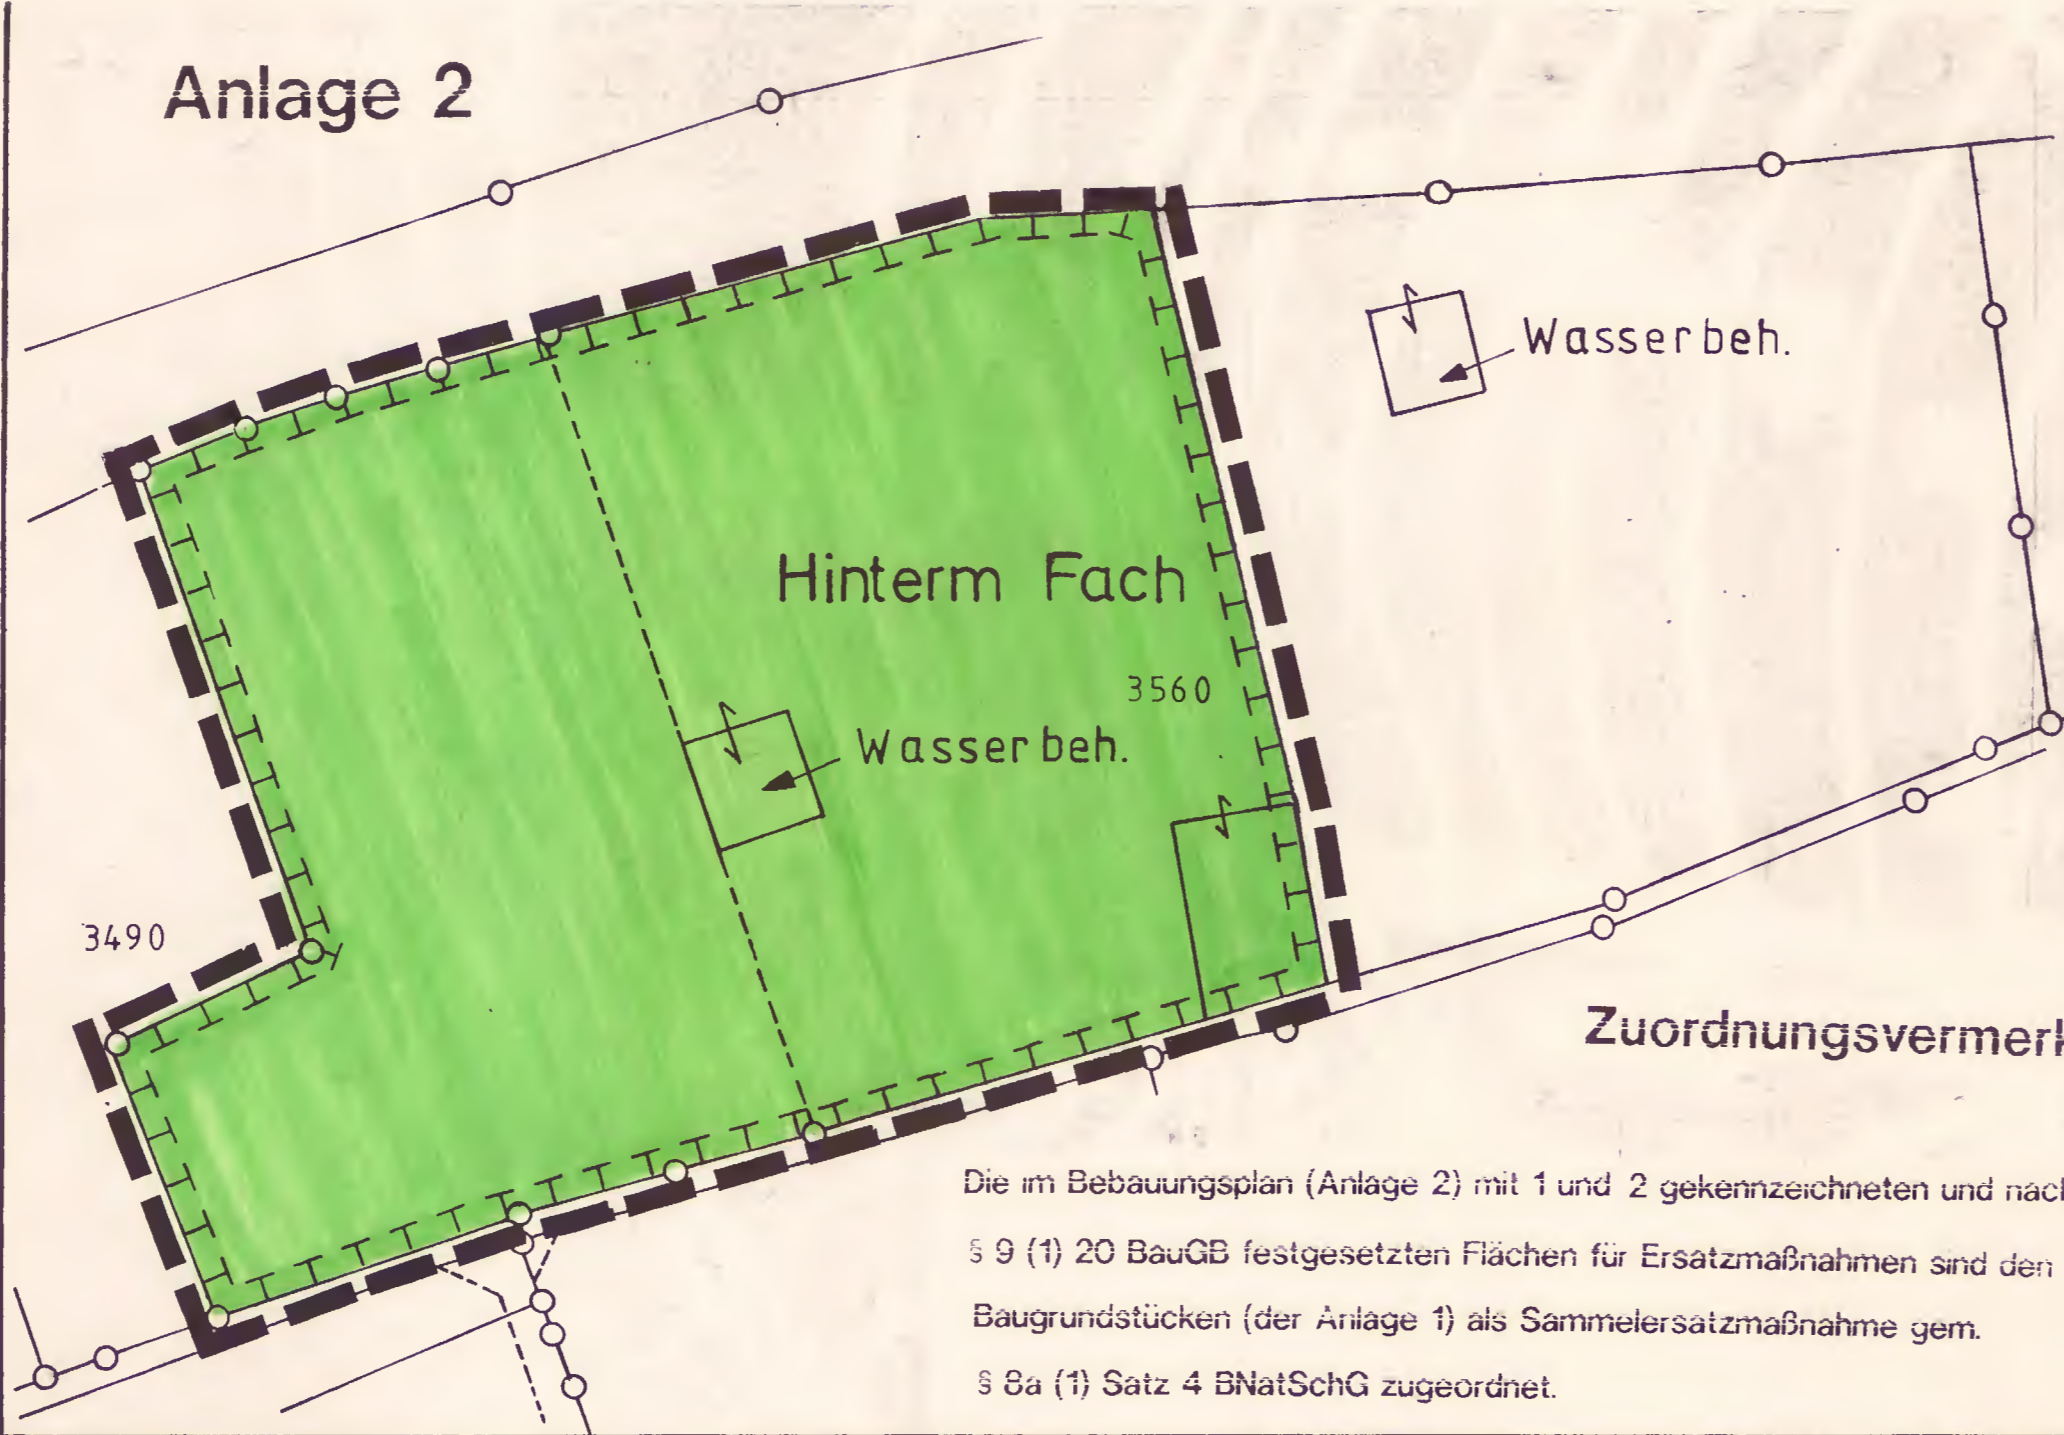 Anlage 2
Wasserbeh.
Hinterm Fach
3560
Wasserbeh.
3490
Zuordnungsvermerk
Die im Bebauungsplan (Anlage 2) mit 1 und 2 gekennzeichneten und nach
§ 9 (1) 20 BauGB festgesetzten Flächen für Ersatzmaßnahmen sind den
Baugrundstücken (der Anlage 1) als Sammelersatzmaßnahme gem.
§ 8a (1) Satz 4 BNatSchG zugeordnet.